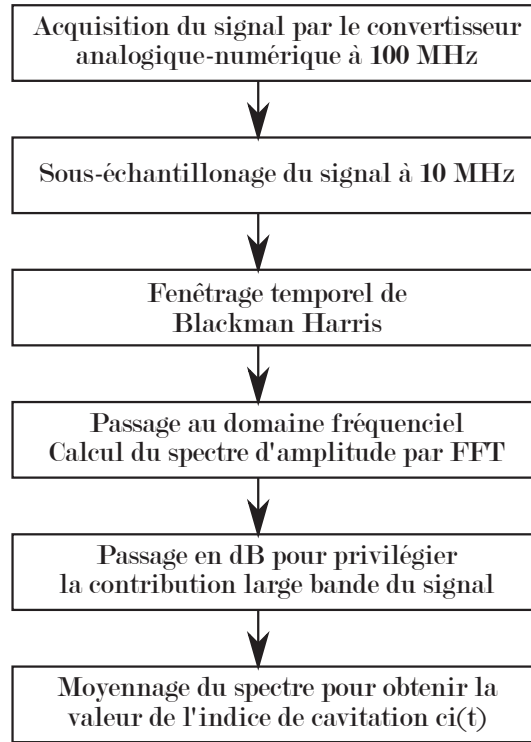 Acquisition du signal par le convertisseur
analogique-numérique à 100 MHz
Sous-échantillonage du signal à 10 MHz
Fenêtrage temporel de
Blackman Harris
Passage au domaine fréquenciel
Calcul du spectre d'amplitude par FFT
Passage en dB pour privilégier
la contribution large bande du signal
Moyennage du spectre pour obtenir la
valeur de l'indice de cavitation ci(t)